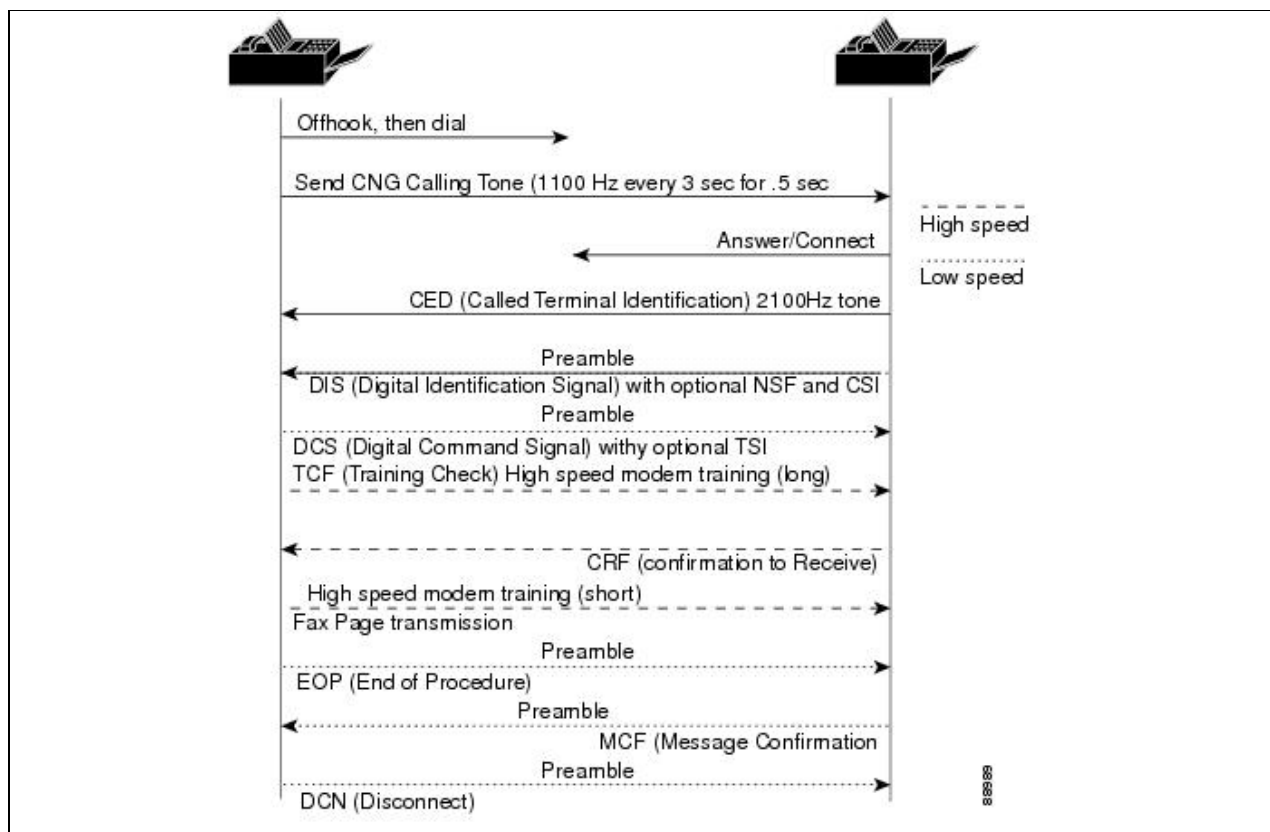 Offhook, then dial
Send CNG Calling Tone (1100 Hz every 3 sec for .5 sec
High speed
Answer/Connect
Low speed
CED (Called Terminal Identification) 2100Hz tone
Preamble
DIS (Digital Identification Signal) with optional NSF and CSI
Preamble
DCS (Digital Command Signal) withy optional TSI
TCF (Training Check) High speed modern training (long)
CRF (confirmation to Receive)
High speed modern training (short)
Fax Page transmission
Preamble
EOP (End of Procedure)
Preamble
MCF (Message Confirmation
Preamble
DCN (Disconnect)
88989